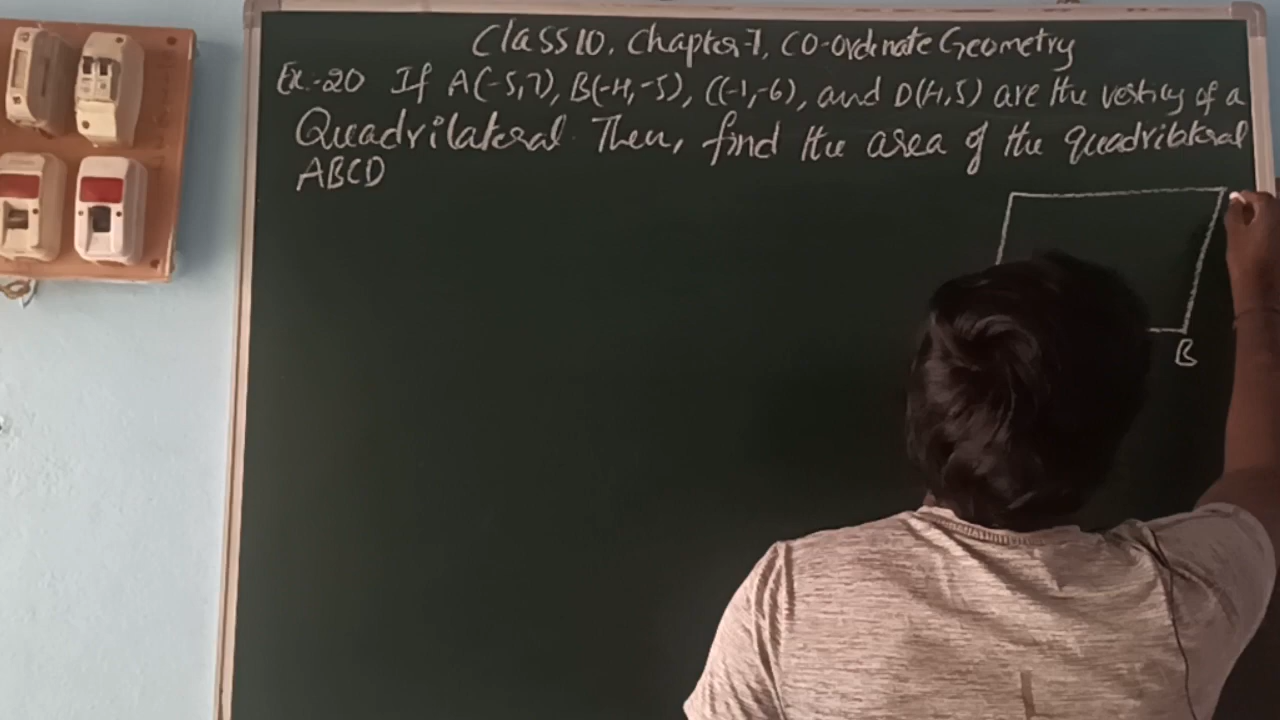 Class 10, Chapter-7, CO-Ordinate Geometry
Ex.-20 If A(-5,7), B(-4,-5), C(-1,-6), and D(4,5) are the vertices of a
Quadrilateral. Then, find the area of the quadrilateral
ABCD
B